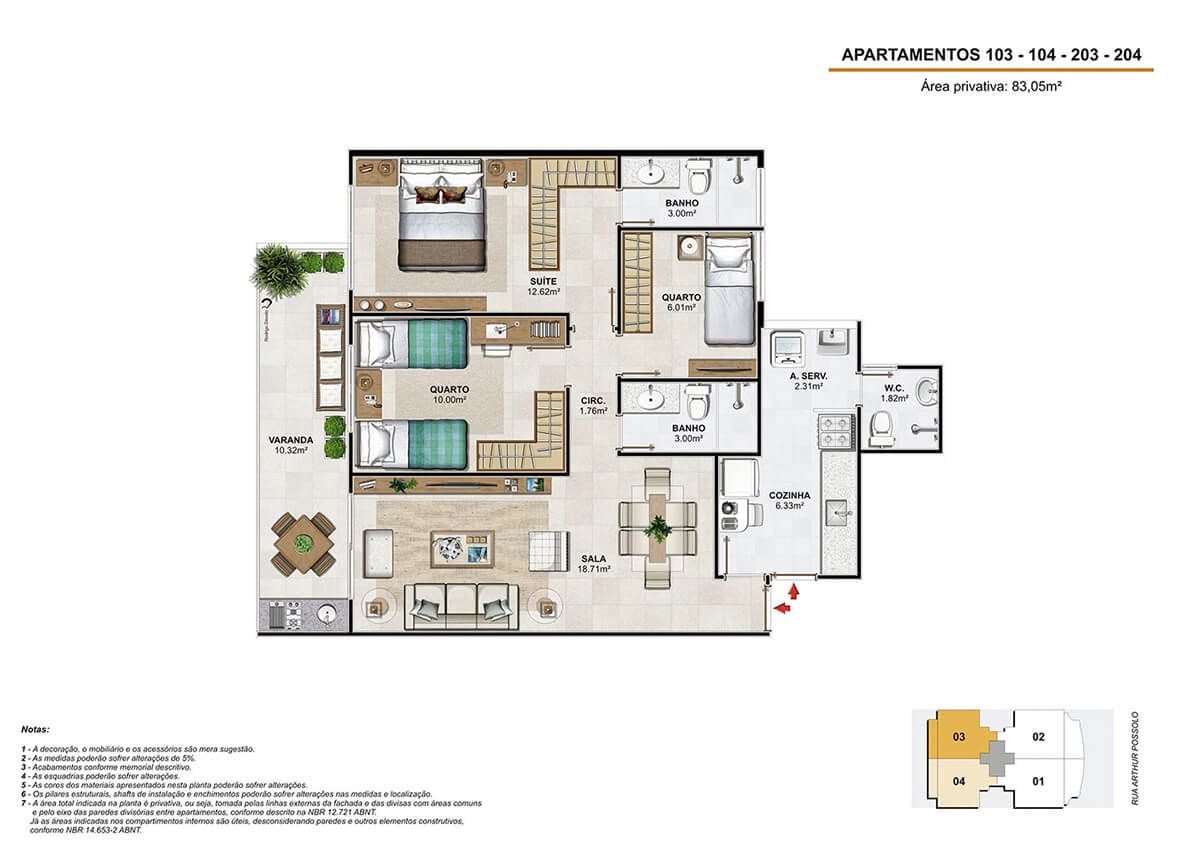 APARTAMENTOS 103 - 104 - 203 - 204
Área privativa: 83,05m²
BANHO
3.00m²
SUÍTE
12.62m²
QUARTO
6.01m²
Rodrigo Dávida
A. SERV.
2.31m²
QUARTO
10.00m²
W.C.
1.82m²
CIRC.
1.76m²
BANHO
3.00m²
VARANDA
10.32m²
COZINHA
6.33m²
SALA
18.71m²
Notas:
1 - A decoração, o mobiliário e os acessórios são mera sugestão.
2 - As medidas poderão sofrer alterações de 5%.
3 - Acabamentos conforme memorial descritivo.
4 - As esquadrias poderão sofrer alterações.
5 - As cores dos materiais apresentados nesta planta poderão sofrer alterações.
6 - Os pilares estruturais, shafts de instalação e enchimentos poderão sofrer alterações nas medidas e localização.
7 - A área total indicada na planta é privativa, ou seja, tomada pelas linhas externas da fachada e das divisas com áreas comuns
e pelo eixo das paredes divisórias entre apartamentos, conforme descrito na NBR 12.721 ABNT.
Já as áreas indicadas nos compartimentos internos são úteis, desconsiderando paredes e outros elementos construtivos,
conforme NBR 14.653-2 ABNT.
03
02
04
01
RUA ARTHUR POSSOLO